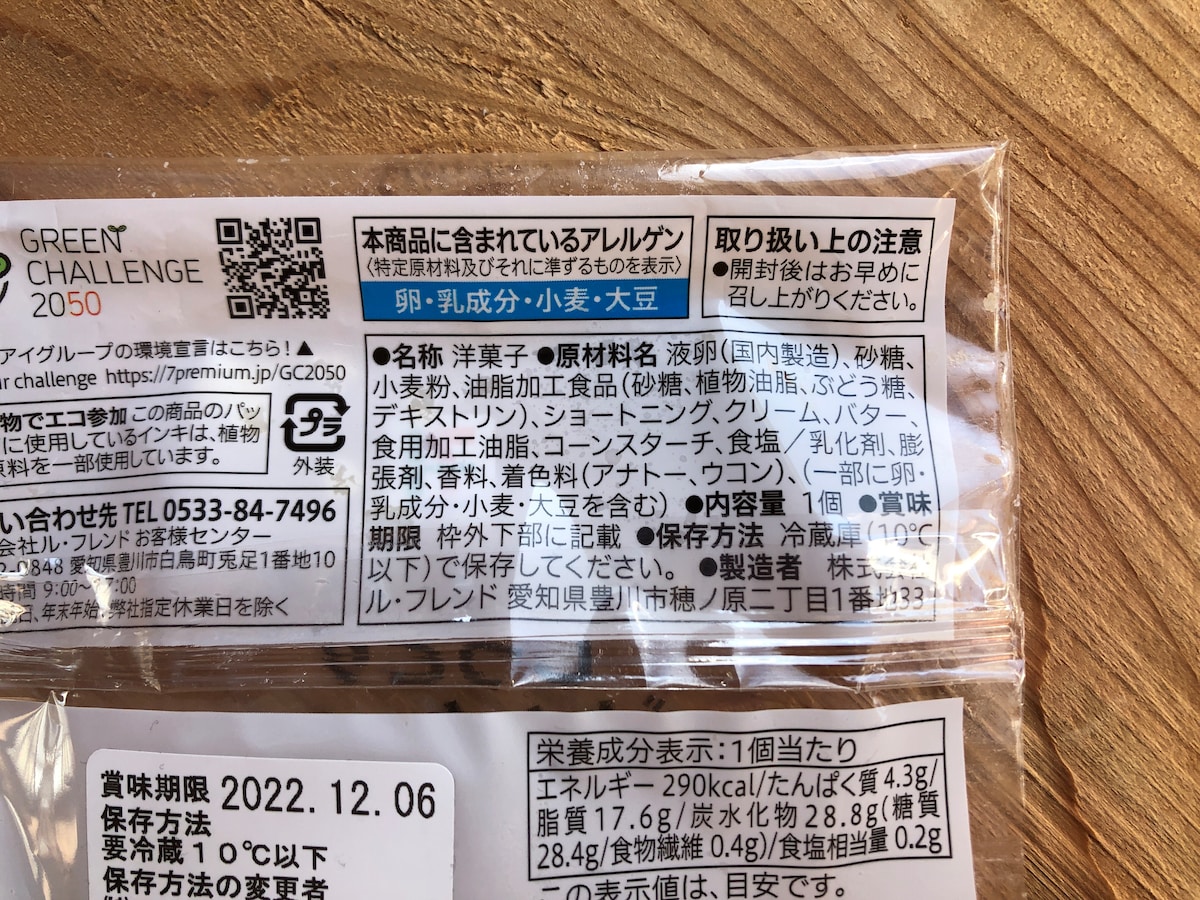 GREEN
CHALLENGE
2050
アイグループの環境宣言はこちら!▲
challenge https://7premium.jp/GC2050
物でエコ参加 この商品のパッ
に使用しているインキは、植物
原料を一部使用しています。
プラ
外装
い合わせ先 TEL 0533-84-7496
会社ル・フレンド お客様センター
0848 愛知県豊川市白鳥町兎足1番地10
時間 9:00~
年末年始、弊社指定休業日を除く
本商品に含まれているアレルゲン
〈特定原材料及びそれに準ずるものを表示〉
卵・乳成分・小麦・大豆
取り扱い上の注意
●開封後はお早めに
召し上がりください。
●名称 洋菓子 ●原材料名 液卵(国内製造)、砂糖、
小麦粉、油脂加工食品(砂糖、植物油脂、ぶどう糖、
デキストリン)、ショートニング、クリーム、バター、
食用加工油脂、コーンスターチ、食塩/乳化剤、膨
張剤、香料、着色料(アナトー、ウコン)、(一部に卵・
乳成分・小麦・大豆を含む) ●内容量 1個 ●賞味
期限 枠外下部に記載 ●保存方法 冷蔵庫(10℃
以下)で保存してください。 ●製造者 株式会社
ル・フレンド 愛知県豊川市穂ノ原二丁目1番地33
賞味期限 2022.12.06
保存方法
要冷蔵10℃以下
保存方法の変更者
栄養成分表示:1個当たり
エネルギー 290kcal/たんぱく質 4.3g/
脂質 17.6g/炭水化物 28.8g(糖質
28.4g/食物繊維 0.4g)/食塩相当量 0.2g
この表示値は、目安です。